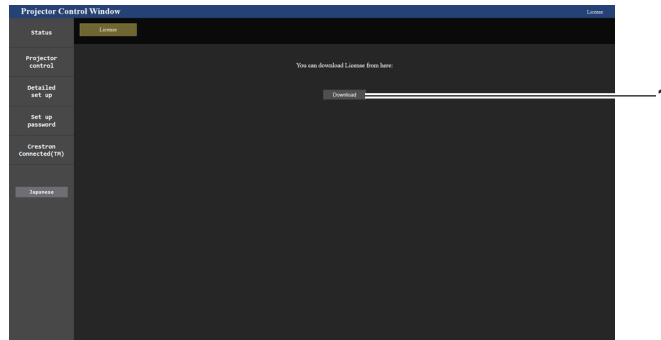 Projector Control Window
License
Status
License
Projector
control
You can download License from here:
Detailed
set up
Download
1
Set up
password
Crestron
Connected(TM)
Japanese